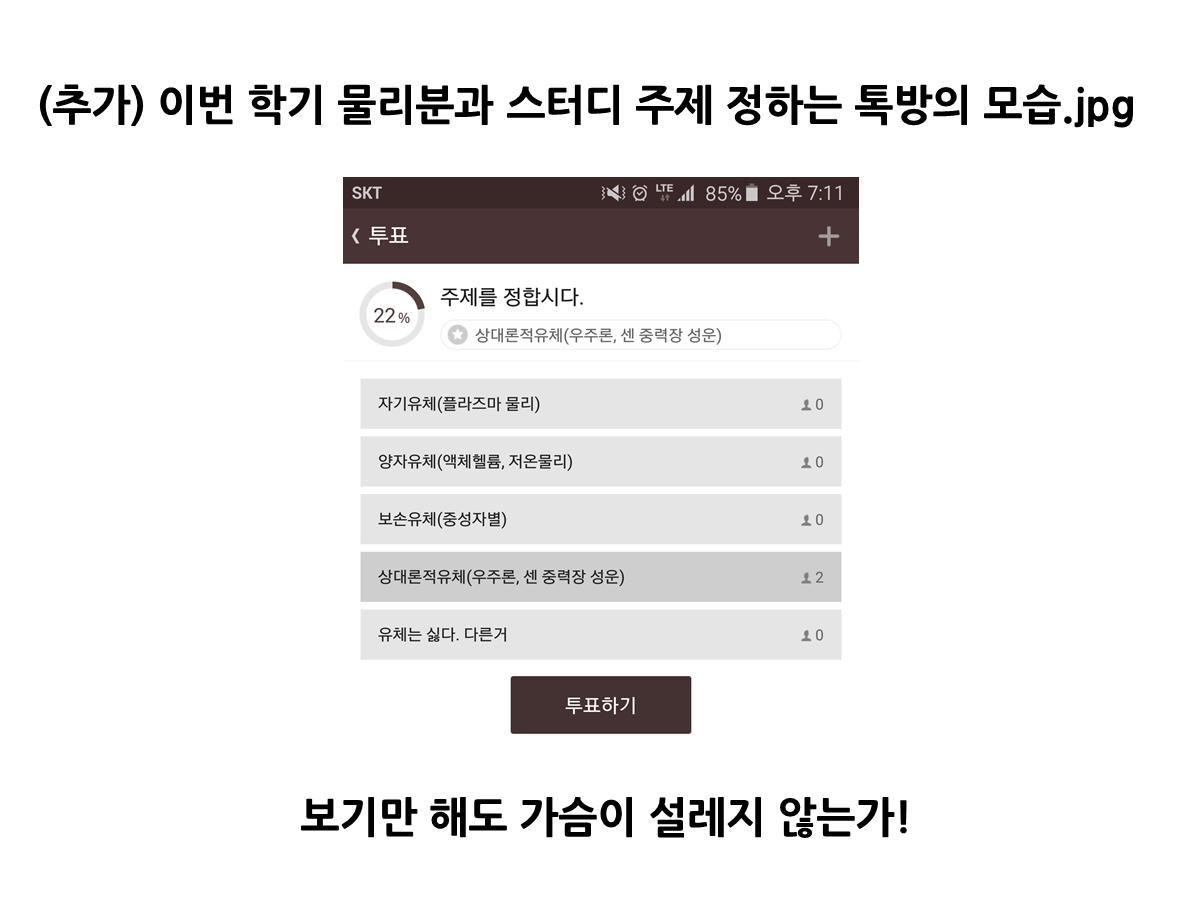 (추가) 이번 학기 물리분과 스터디 주제 정하는 톡방의 모습.jpg
SKT LTE 85% 오후 7:11
투표
22%
주제를 정합시다.
상대론적유체(우주론, 센 중력장 성운)
자기유체(플라즈마 물리) 0
양자유체(액체헬륨, 저온물리) 0
보손유체(중성자별) 0
상대론적유체(우주론, 센 중력장 성운) 2
유체는 싫다. 다른거 0
투표하기
보기만 해도 가슴이 설레지 않는가!